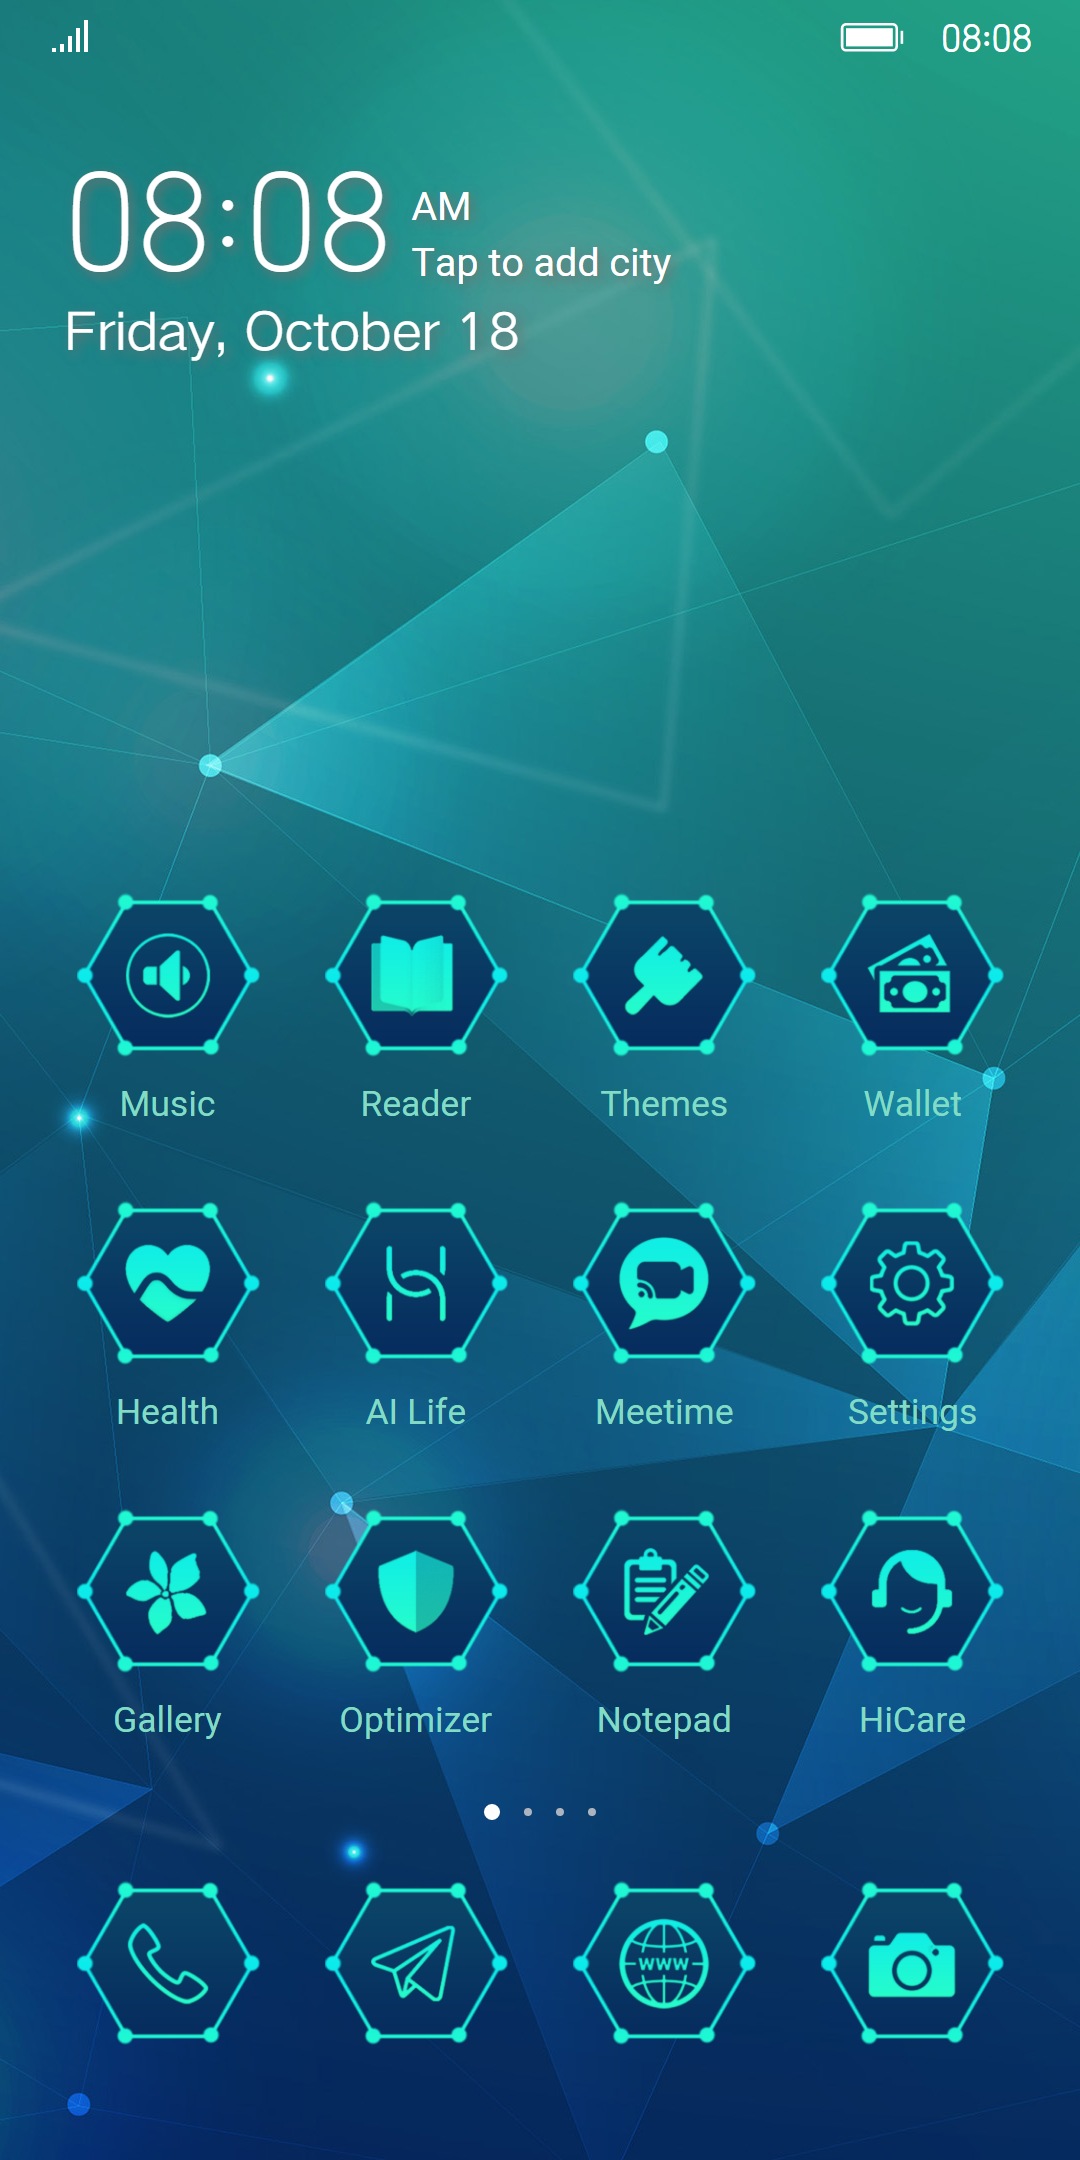 08:08
08:08 AM
Tap to add city
Friday, October 18
Music Reader Themes Wallet
Health AI Life Meetime Settings
Gallery Optimizer Notepad HiCare
WWW